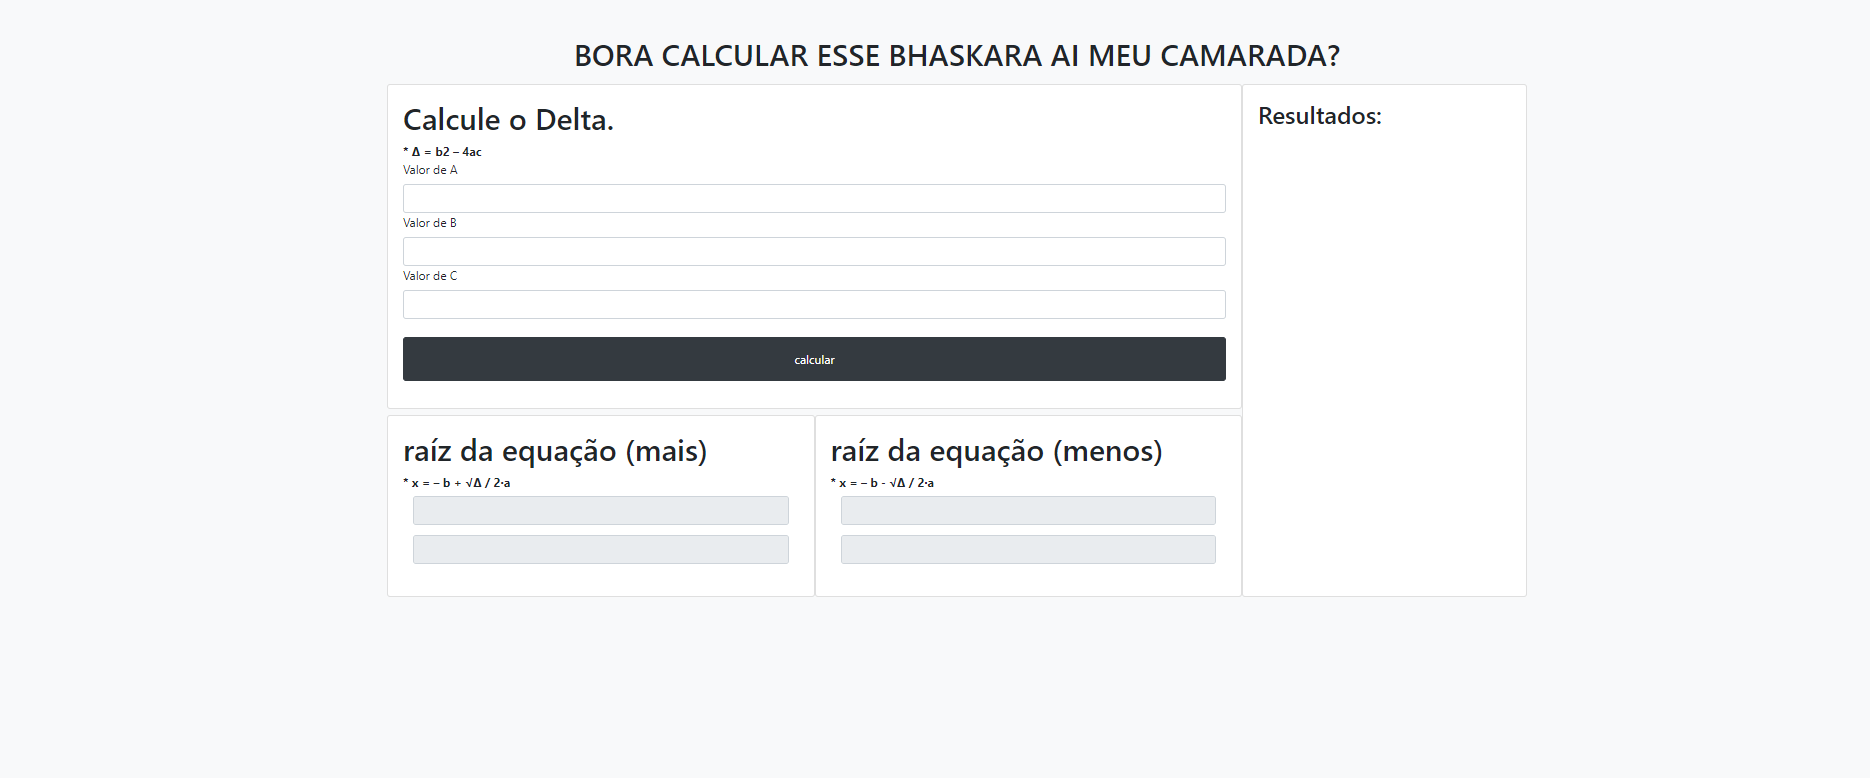 BORA CALCULAR ESSE BHASKARA AI MEU CAMARADA?
Calcule o Delta.
* Δ = b2 – 4ac
Valor de A
Valor de B
Valor de C
calcular
Resultados:
raíz da equação (mais)
* x = – b + √Δ / 2·a
raíz da equação (menos)
* x = – b - √Δ / 2·a